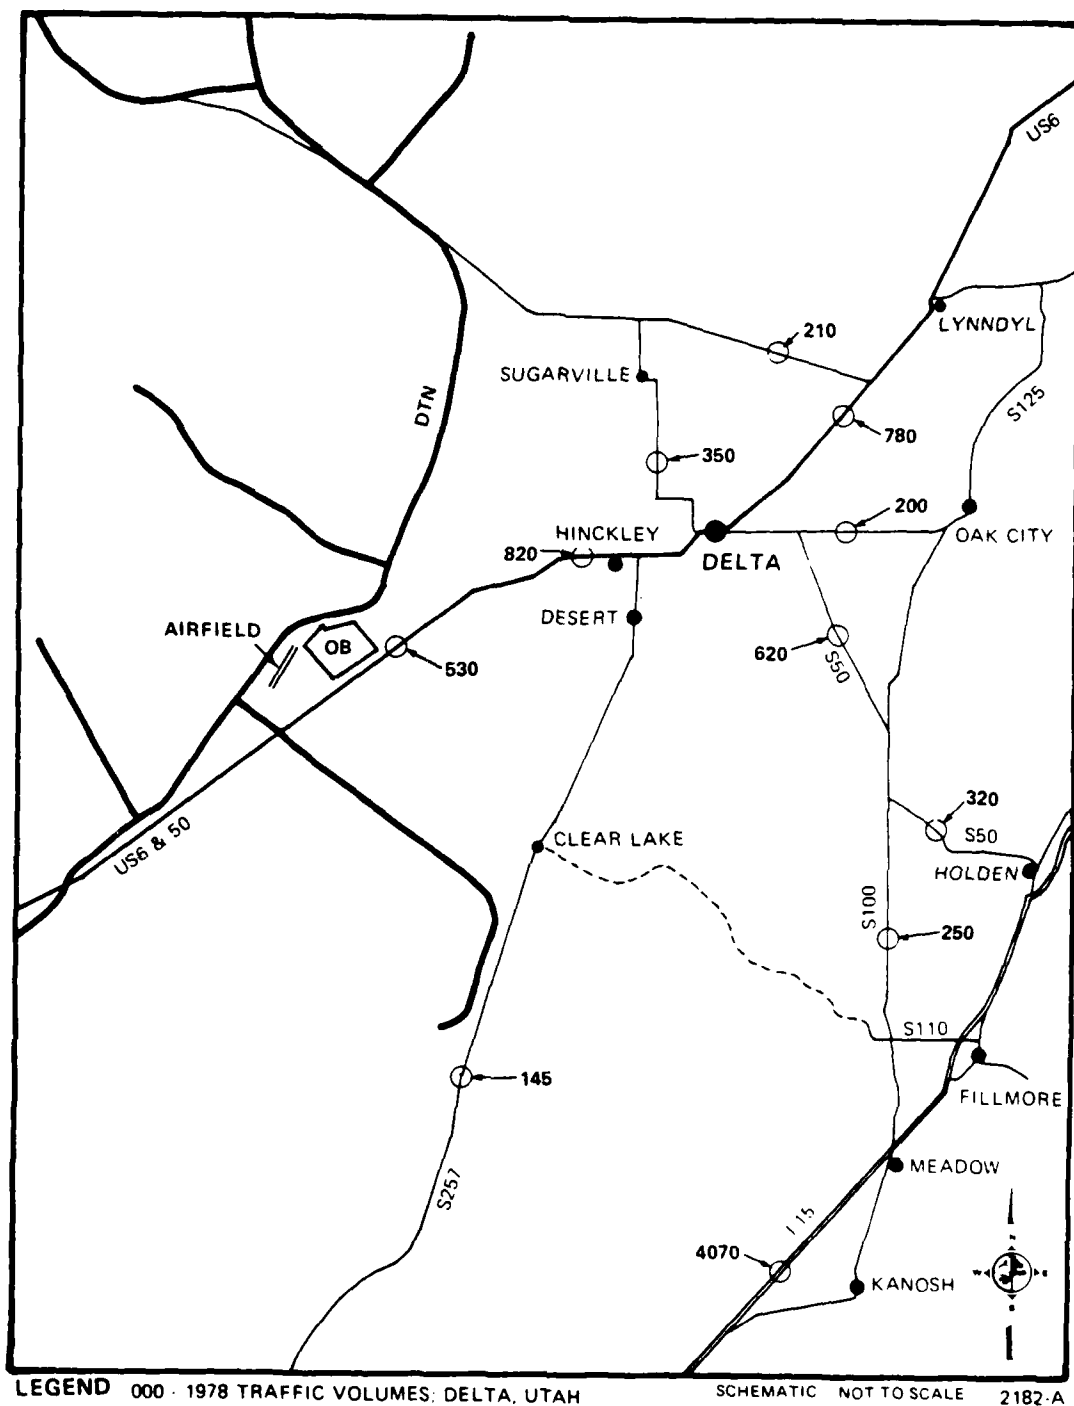 US6
LYNNDYL
210
SUGARVILLE
DTN
S125
780
350
200
HINCKLEY
OAK CITY
820
DELTA
DESERT
AIRFIELD
OB
530
620
S50
320
S50
US6 & 50
CLEAR LAKE
HOLDEN
S100
250
S110
145
FILLMORE
MEADOW
S257
I 15
4070
N
W
E
S
KANOSH
LEGEND 000 - 1978 TRAFFIC VOLUMES: DELTA, UTAH
SCHEMATIC NOT TO SCALE 2182-A